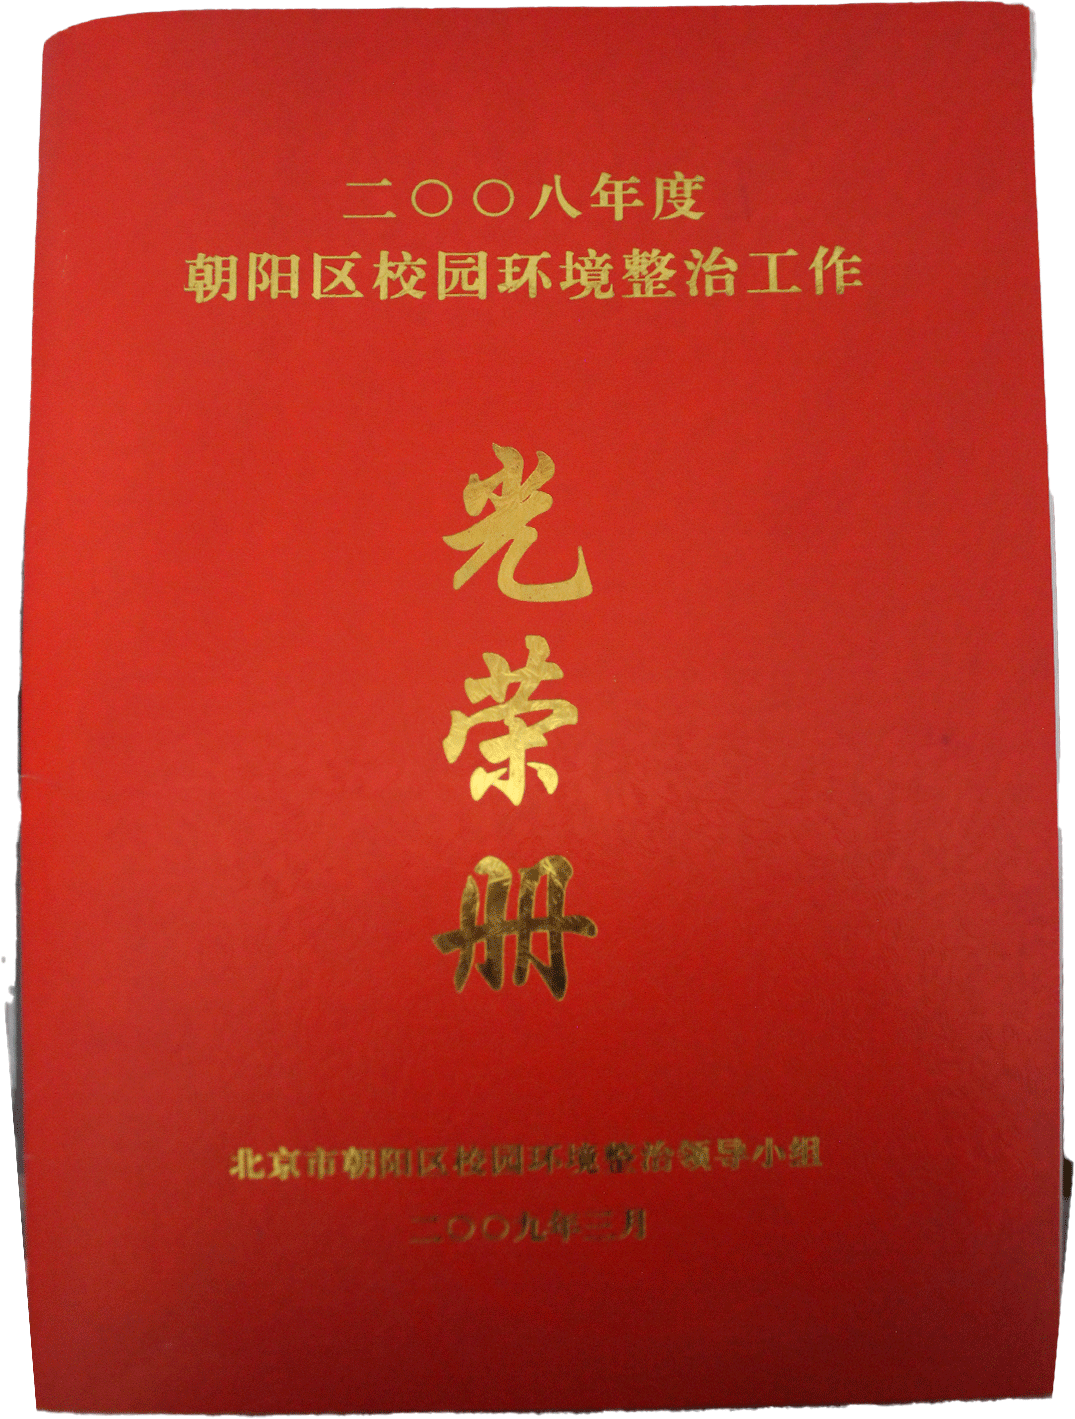 二〇〇八年度
朝阳区校园环境整治工作
光
荣
册
北京市朝阳区校园环境整治领导小组
二〇〇九年三月